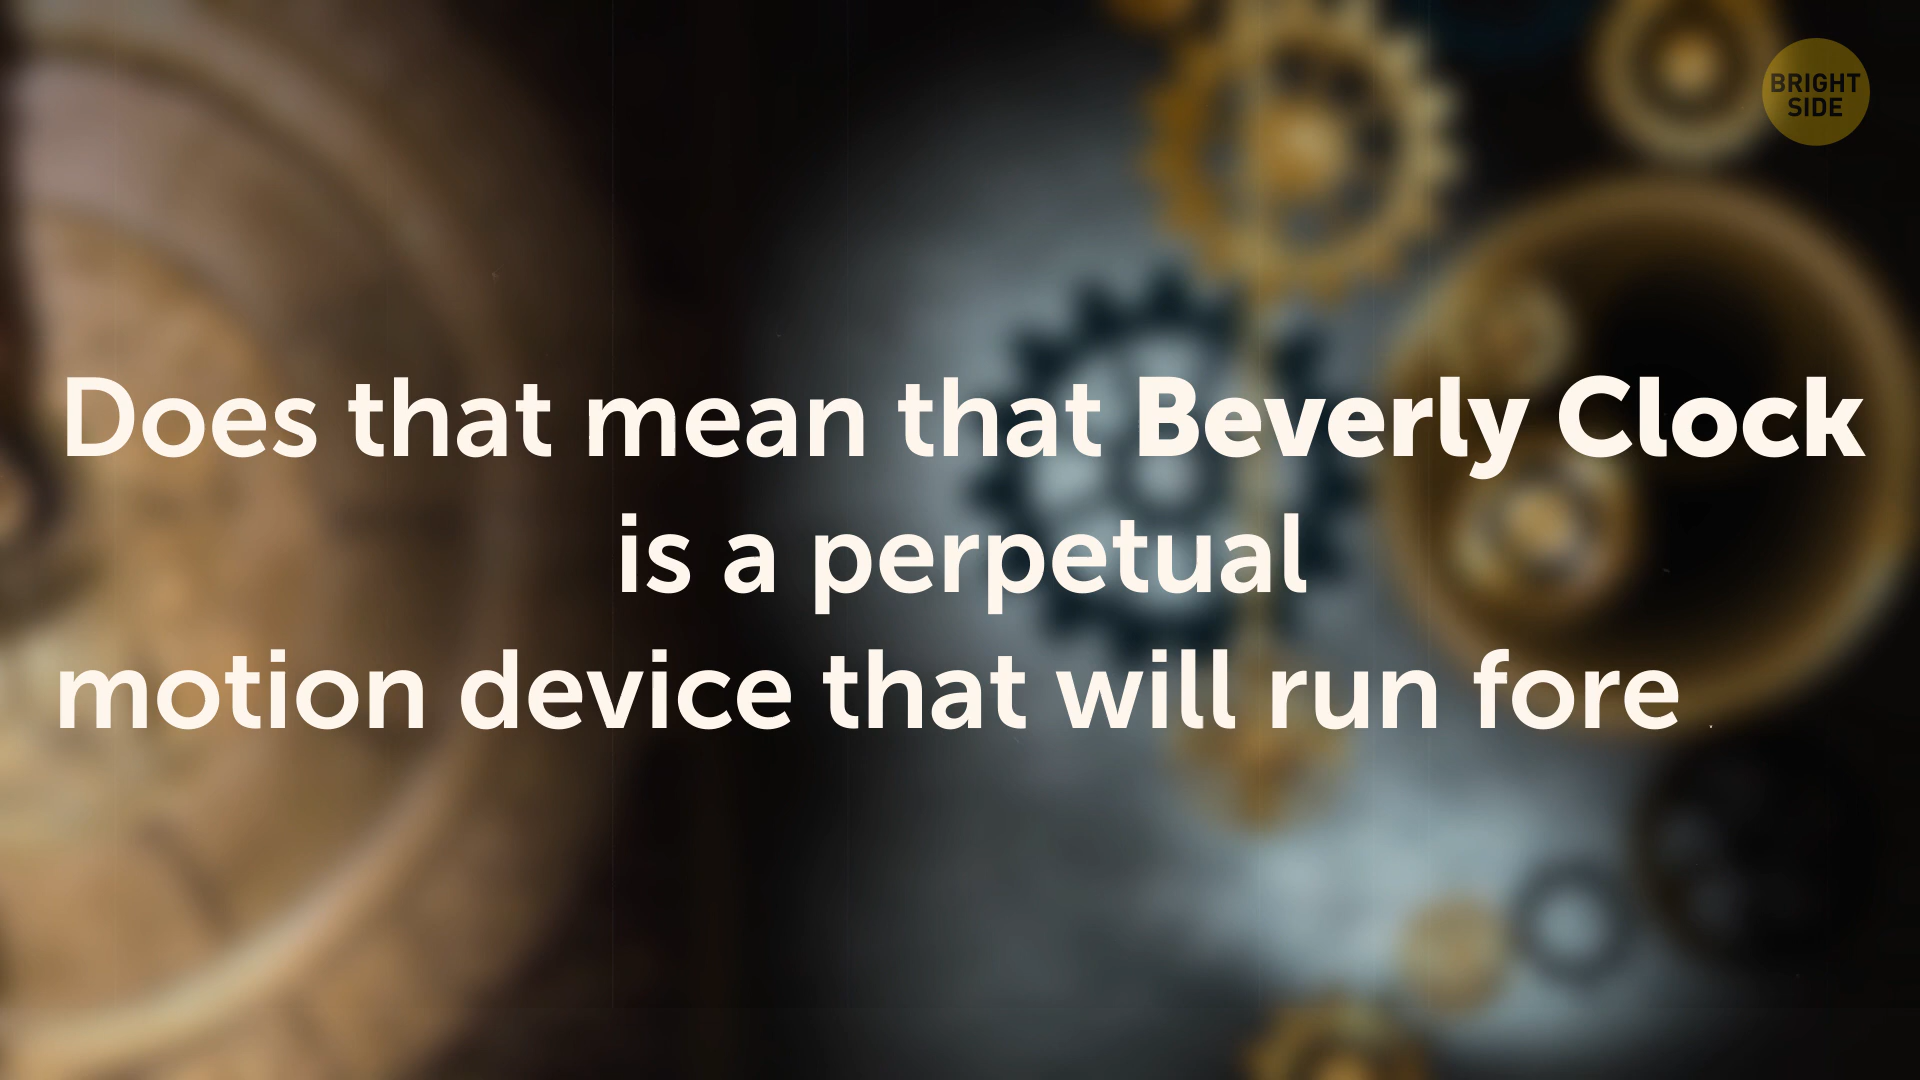 BRIGHT
SIDE
Does that mean that Beverly Clock
is a perpetual
motion device that will run fore